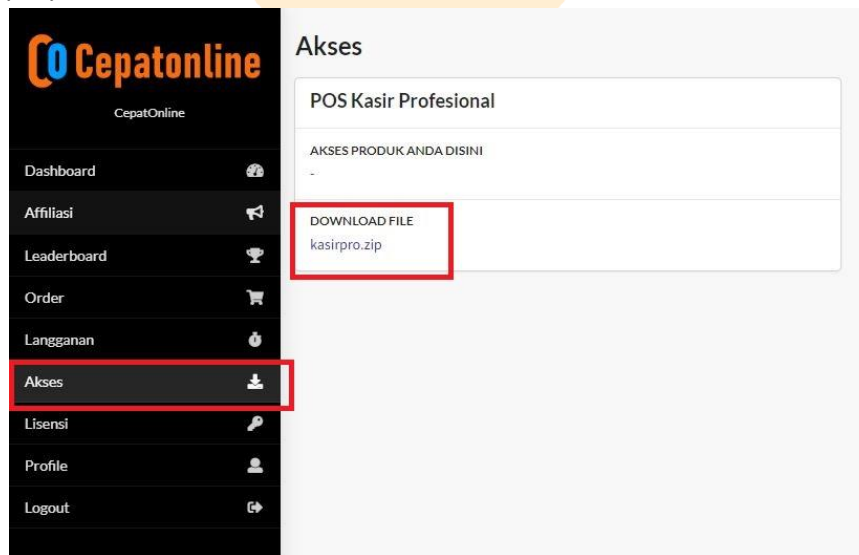 Cepatonline
CepatOnline
Dashboard
Affiliasi
Leaderboard
Order
Langganan
Akses
Lisensi
Profile
Logout
Akses
POS Kasir Profesional
AKSES PRODUK ANDA DISINI
-
DOWNLOAD FILE
kasirpro.zip